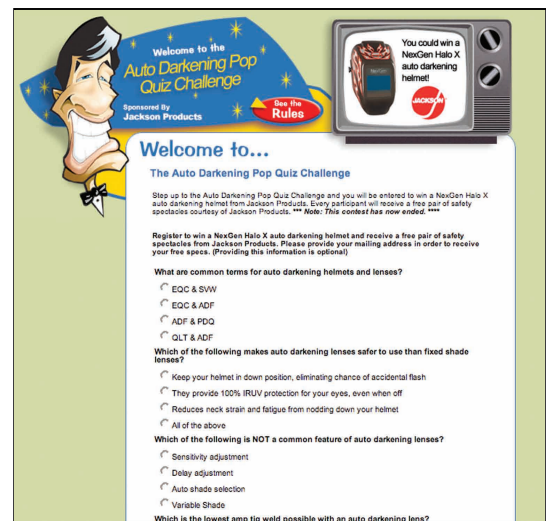 Welcome to the
Auto Darkening Pop
Quiz Challenge
Sponsored By
Jackson Products
See the
Rules
You could win a
NexGen Halo X
auto darkening
helmet!
JACKSON
Welcome to...
The Auto Darkening Pop Quiz Challenge
Step up to the Auto Darkening Pop Quiz Challenge and you will be entered to win a NexGen Halo X
auto darkening helmet from Jackson Products. Every participant will receive a free pair of safety
spectacles courtesy of Jackson Products. *** Note: This contest has now ended. ****
Register to win a NexGen Halo X auto darkening helmet and receive a free pair of safety
spectacles from Jackson Products. Please provide your mailing address in order to receive
your free specs. (Providing this information is optional)
What are common terms for auto darkening helmets and lenses?
EQC & SVW
EQC & ADF
ADF & PDQ
QLT & ADF
Which of the following makes auto darkening lenses safer to use than fixed shade
lenses?
Keep your helmet in down position, eliminating chance of accidental flash
They provide 100% IRUV protection for your eyes, even when off
Reduces neck strain and fatigue from nodding down your helmet
All of the above
Which of the following is NOT a common feature of auto darkening lenses?
Sensitivity adjustment
Delay adjustment
Auto shade selection
Variable Shade
Which is the lowest amp tig weld possible with an auto darkening lens?